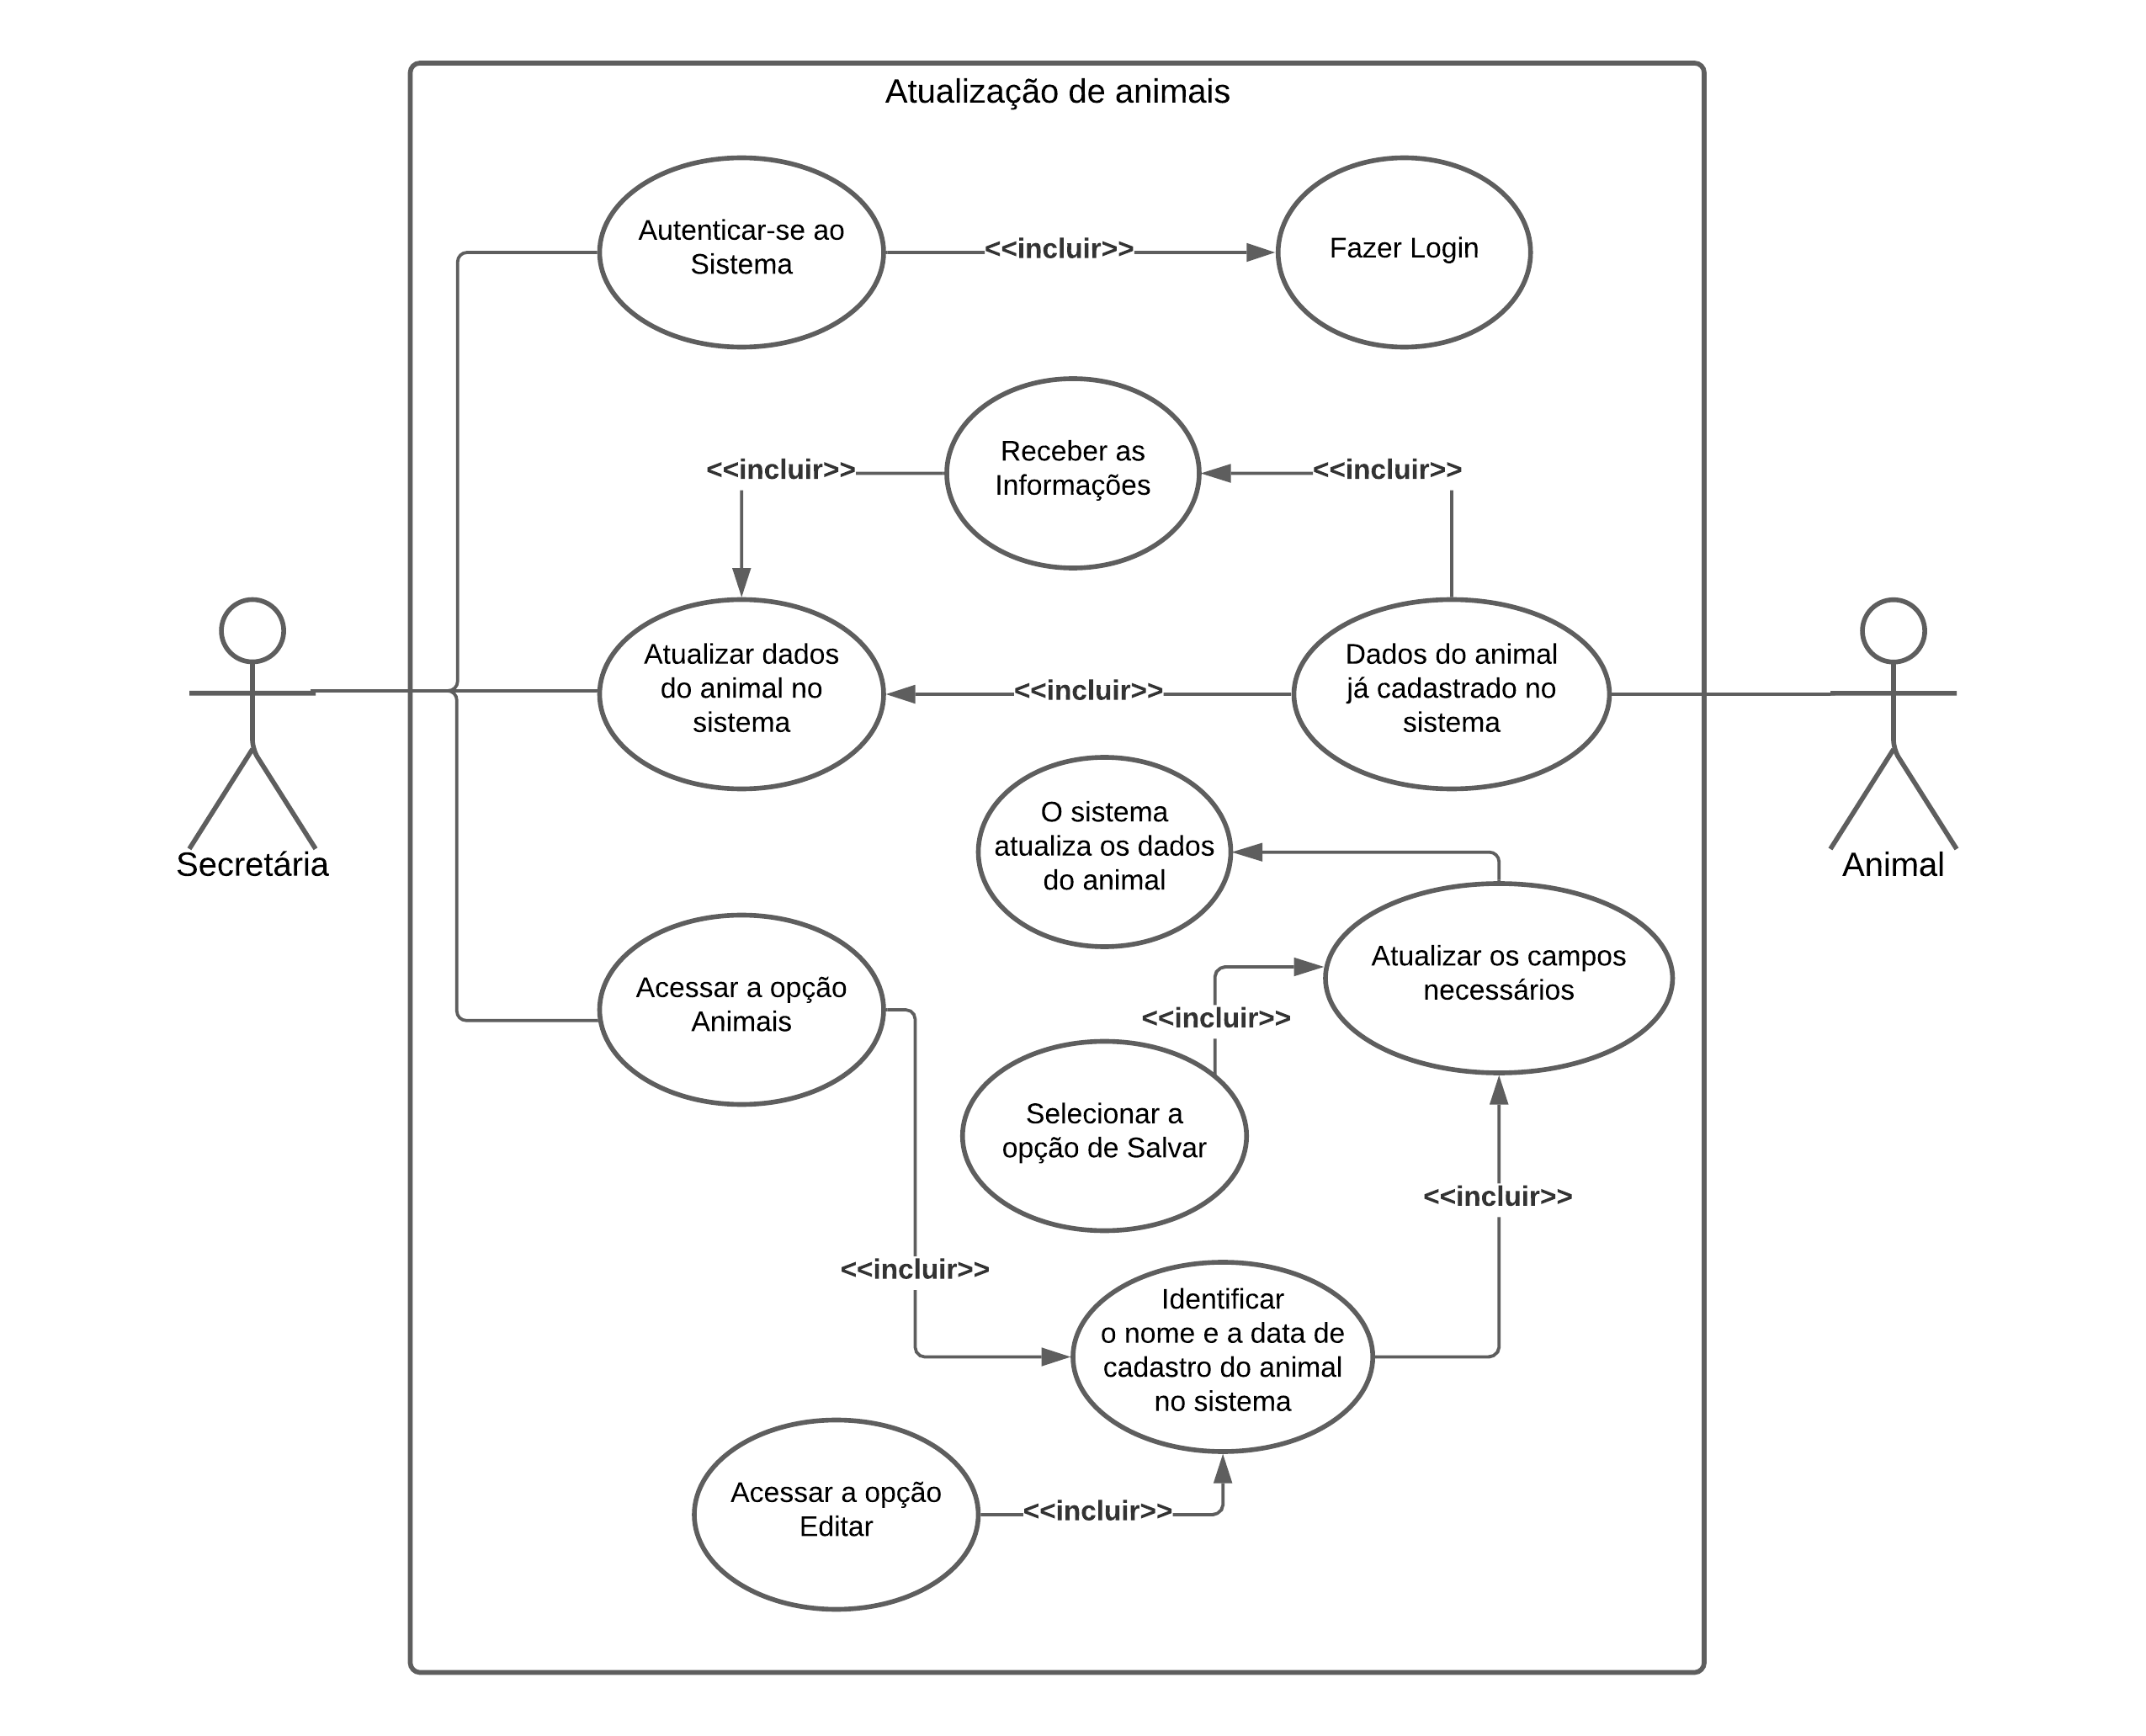 Atualização de animais
Autenticar-se ao
Sistema
<<incluir>>
Fazer Login
Receber as
Informações
<<incluir>>
<<incluir>>
Atualizar dados
do animal no
sistema
<<incluir>>
Dados do animal
já cadastrado no
sistema
Secretária
Animal
O sistema
atualiza os dados
do animal
Acessar a opção
Animais
Atualizar os campos
necessários
<<incluir>>
Selecionar a
opção de Salvar
<<incluir>>
<<incluir>>
Identificar
o nome e a data de
cadastro do animal
no sistema
Acessar a opção
Editar
<<incluir>>